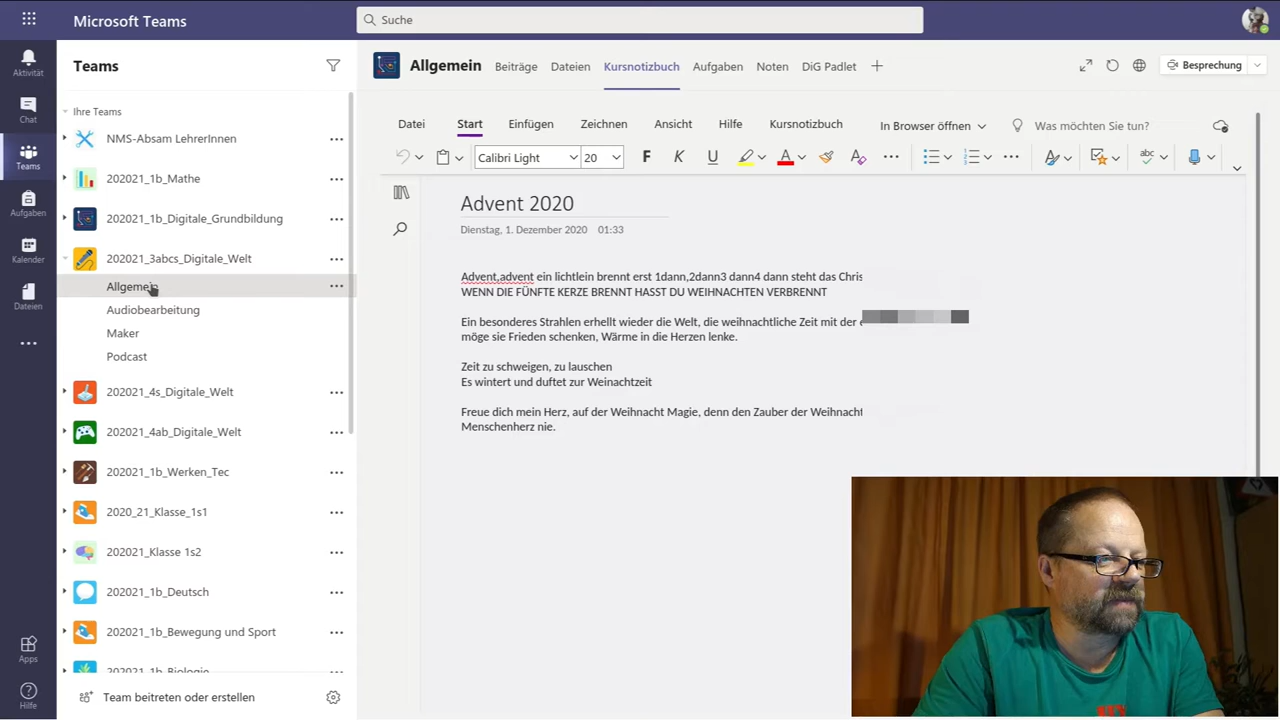 Microsoft Teams
Suche
Aktivität
Chat
Teams
Aufgaben
Kalender
Dateien
Apps
Hilfe
Teams
Ihre Teams
NMS-Absam LehrerInnen
202021_1b_Mathe
202021_1b_Digitale_Grundbildung
202021_3abcs_Digitale_Welt
Allgemein
Audiobearbeitung
Maker
Podcast
202021_4s_Digitale_Welt
202021_4ab_Digitale_Welt
202021_1b_Werken_Tec
2020_21_Klasse_1s1
202021_Klasse 1s2
202021_1b_Deutsch
202021_1b_Bewegung und Sport
202021_1b_Biologie
Team beitreten oder erstellen
Allgemein
Beiträge
Dateien
Kursnotizbuch
Aufgaben
Noten
DiG Padlet
Besprechung
Datei
Start
Einfügen
Zeichnen
Ansicht
Hilfe
Kursnotizbuch
In Browser öffnen
Was möchten Sie tun?
Calibri Light
20
F
K
U
A
A
abc
Advent 2020
Dienstag, 1. Dezember 2020 01:33
Advent,advent ein lichtlein brennt erst 1dann,2dann3 dann4 dann steht das Chris
WENN DIE FÜNFTE KERZE BRENNT HASST DU WEIHNACHTEN VERBRENNT
Ein besonderes Strahlen erhellt wieder die Welt, die weihnachtliche Zeit mit der
möge sie Frieden schenken, Wärme in die Herzen lenke.
Zeit zu schweigen, zu lauschen
Es wintert und duftet zur Weinachtzeit
Freue dich mein Herz, auf der Weihnacht Magie, denn den Zauber der Weihnacht
Menschenherz nie.